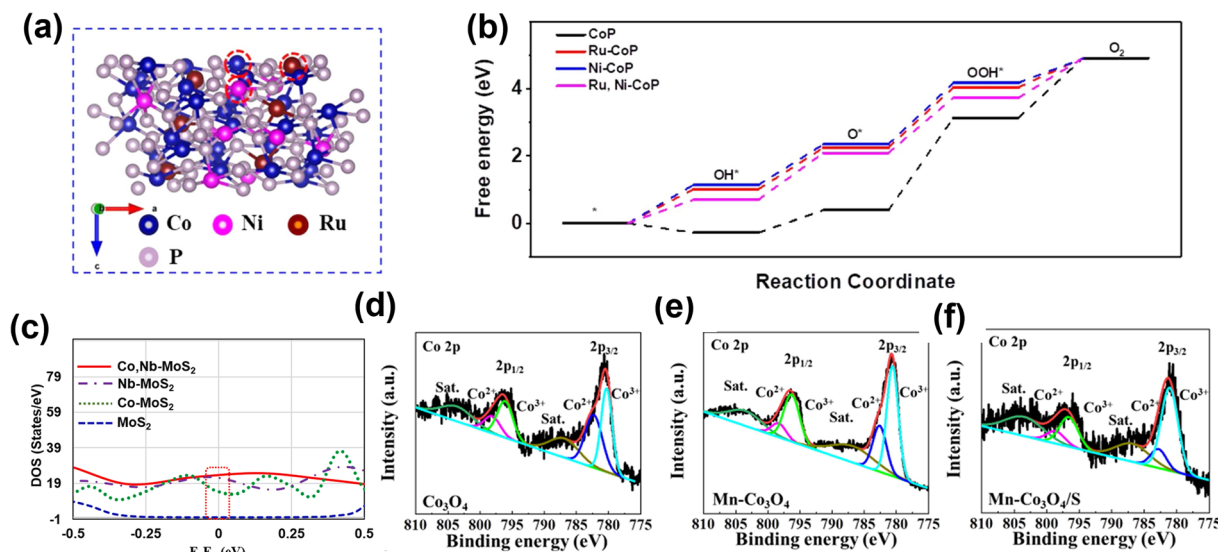 (a)
b
a
c
Co
Ni
Ru
P
(b)
CoP
Ru-CoP
Ni-CoP
Ru, Ni-CoP
Free energy (eV)
4
2
0
*
OH*
O*
OOH*
O₂
Reaction Coordinate
(c)
Co,Nb-MoS₂
Nb-MoS₂
Co-MoS₂
MoS₂
DOS (States/eV)
79
59
39
19
-1
-0.5 -0.25 0 0.25 0.5
(eV)
(d)
Co 2p
2p₃/₂
2p₁/₂
Sat. Co²⁺ Co³⁺ Sat. Co²⁺ Co³⁺
Intensity (a.u.)
Co₃O₄
810 805 800 795 790 785 780 775
Binding energy (eV)
(e)
Co 2p
2p₃/₂
2p₁/₂
Sat. Co²⁺ Co³⁺ Sat. Co²⁺ Co³⁺
Intensity (a.u.)
Mn-Co₃O₄
810 805 800 795 790 785 780 775
Binding energy (eV)
(f)
Co 2p
2p₃/₂
2p₁/₂
Sat. Co²⁺ Co³⁺ Sat. Co²⁺ Co³⁺
Intensity (a.u.)
Mn-Co₃O₄/S
810 805 800 795 790 785 780 775
Binding energy (eV)